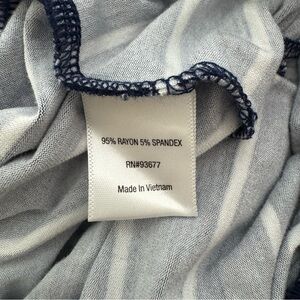 95% RAYON 5% SPANDEX
RN#93677
Made In Vietnam